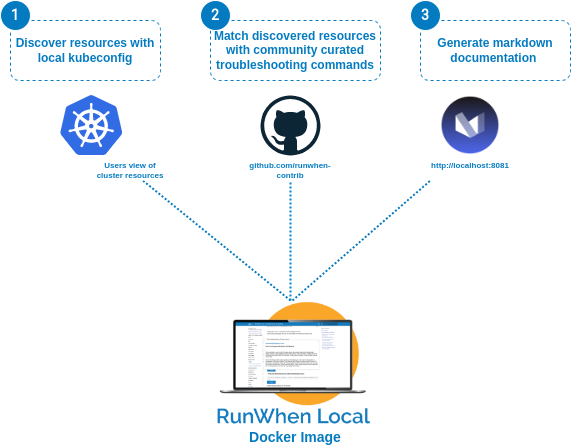 1
Discover resources with
local kubeconfig
2
Match discovered resources
with community curated
troubleshooting commands
3
Generate markdown
documentation
Users view of
cluster resources
github.com/runwhen-
contrib
http://localhost:8081
RunWhen Local
Docker Image